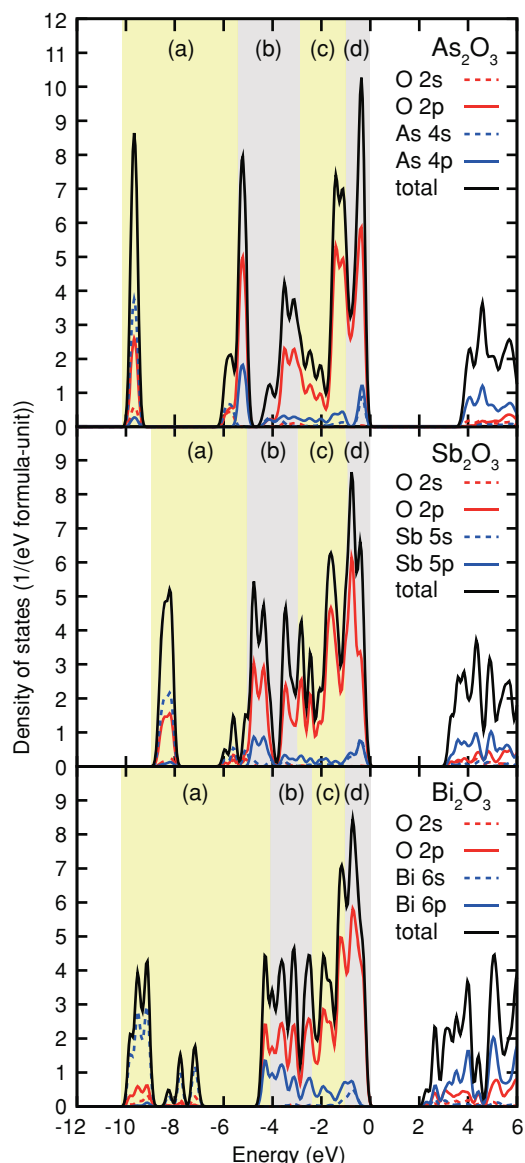 12
11
10
9
8
7
6
5
4
3
2
1
0
(a)
(b)
(c)
(d)
As₂O₃
O 2s
O 2p
As 4s
As 4p
total
9
8
7
6
5
4
3
2
1
0
(a)
(b)
(c)
(d)
Sb₂O₃
O 2s
O 2p
Sb 5s
Sb 5p
total
9
8
7
6
5
4
3
2
1
0
(a)
(b)
(c)
(d)
Bi₂O₃
O 2s
O 2p
Bi 6s
Bi 6p
total
Density of states (1/(eV formula-unit))
-12 -10 -8 -6 -4 -2 0 2 4 6
Energy (eV)